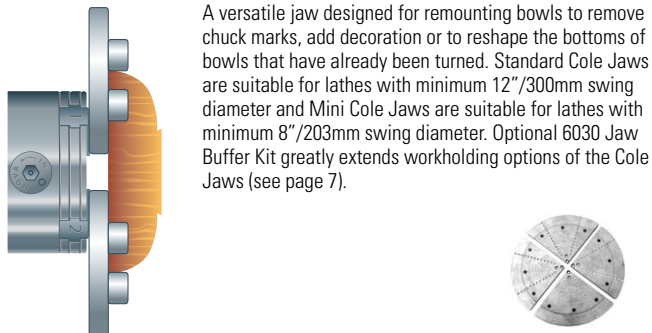 A versatile jaw designed for remounting bowls to remove
chuck marks, add decoration or to reshape the bottoms of
bowls that have already been turned. Standard Cole Jaws
are suitable for lathes with minimum 12”/300mm swing
diameter and Mini Cole Jaws are suitable for lathes with
minimum 8”/203mm swing diameter. Optional 6030 Jaw
Buffer Kit greatly extends workholding options of the Cole
Jaws (see page 7).
1
2